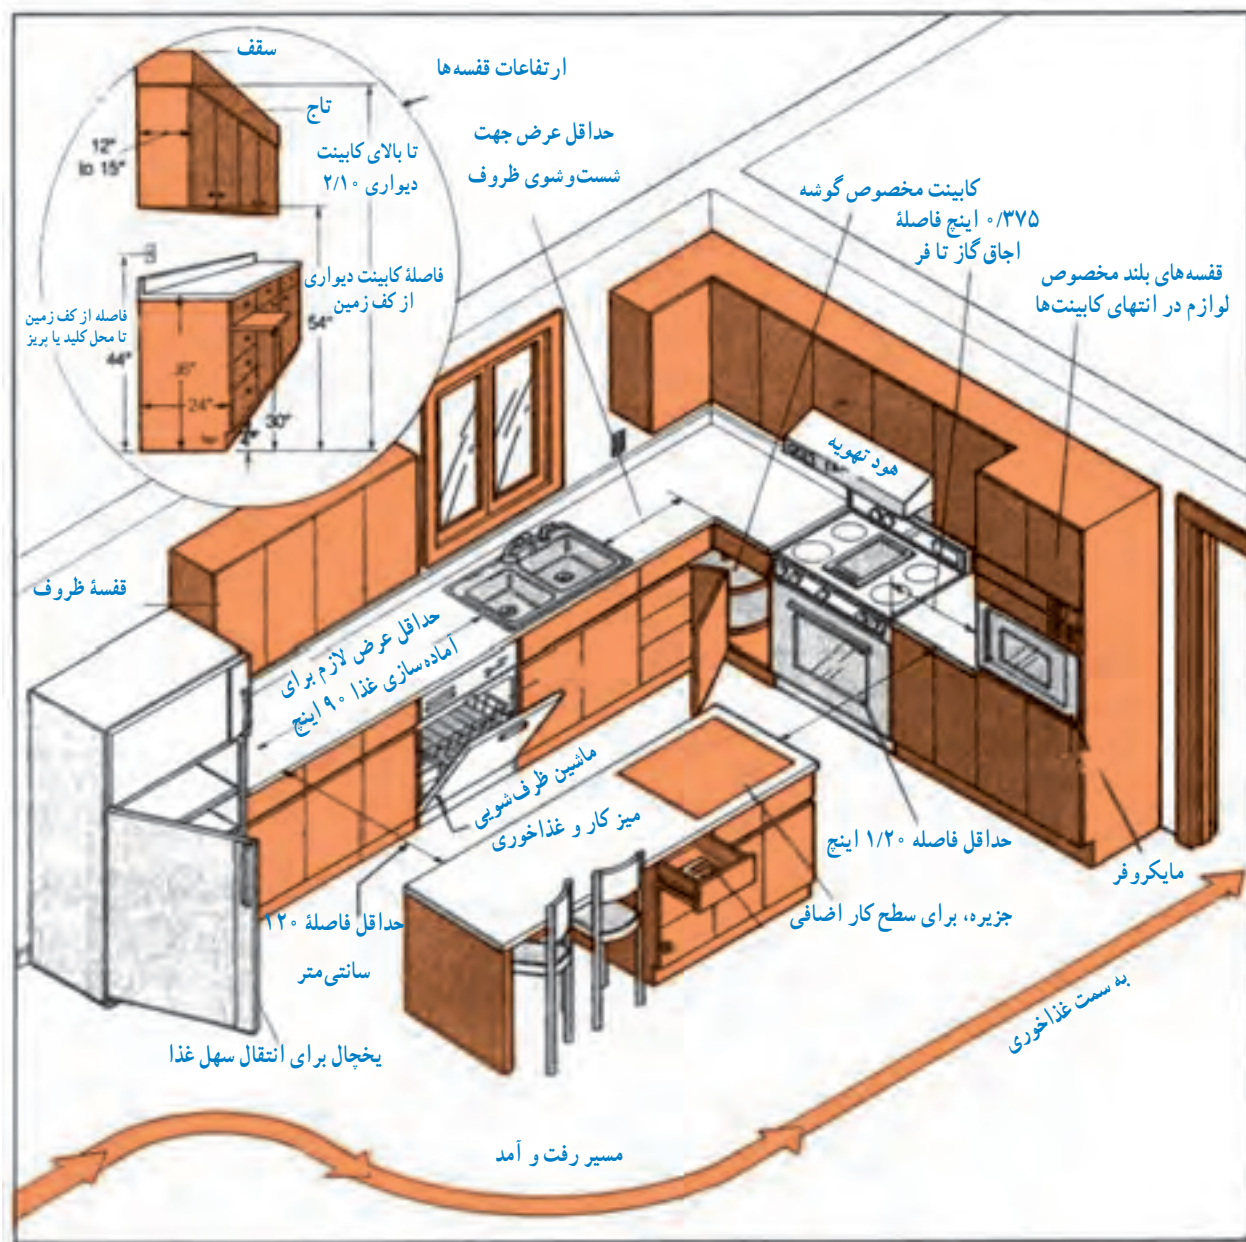 سقف
ارتفاعات قفسه‌ها
تاج
12"
to 15"
تا بالای کابینت
دیواری ۲/۱۰
حداقل عرض جهت
شست‌وشوی ظروف
کابینت مخصوص گوشه
۰/۳۷۵ اینچ فاصلهٔ
اجاق گاز تا فر
قفسه‌های بلند مخصوص
لوازم در انتهای کابینت‌ها
فاصلهٔ کابینت دیواری
از کف زمین
54"
فاصله از کف زمین
تا محل کلید یا پریز
44"
36"
24"
30"
4"
هود تهویه
قفسهٔ ظروف
حداقل عرض لازم برای
آماده‌سازی غذا ۹۰ اینچ
ماشین ظرف‌شویی
میز کار و غذاخوری
حداقل فاصله ۱/۲۰ اینچ
مایکروفر
جزیره، برای سطح کار اضافی
حداقل فاصلهٔ ۱۲۰
سانتی‌متر
یخچال برای انتقال سهل غذا
به سمت غذاخوری
مسیر رفت و آمد